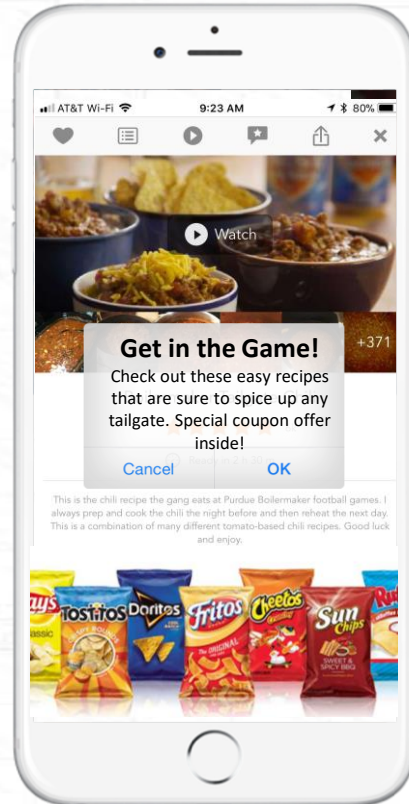 AT&T Wi-Fi 9:23 AM 80%
Watch
+371
Get in the Game!
Check out these easy recipes
that are sure to spice up any
tailgate. Special coupon offer
inside!
Cancel OK
This is the chili recipe the gang eats at Purdue Boilermaker football games. I
always prep and cook the chili the night before and then reheat the next day.
This is a combination of many different tomato-based chili recipes. Good luck
and enjoy.
Tostitos Doritos Fritos Cheetos Sun
Chips
The ORIGINAL
SWEET &
SPICY BBQ